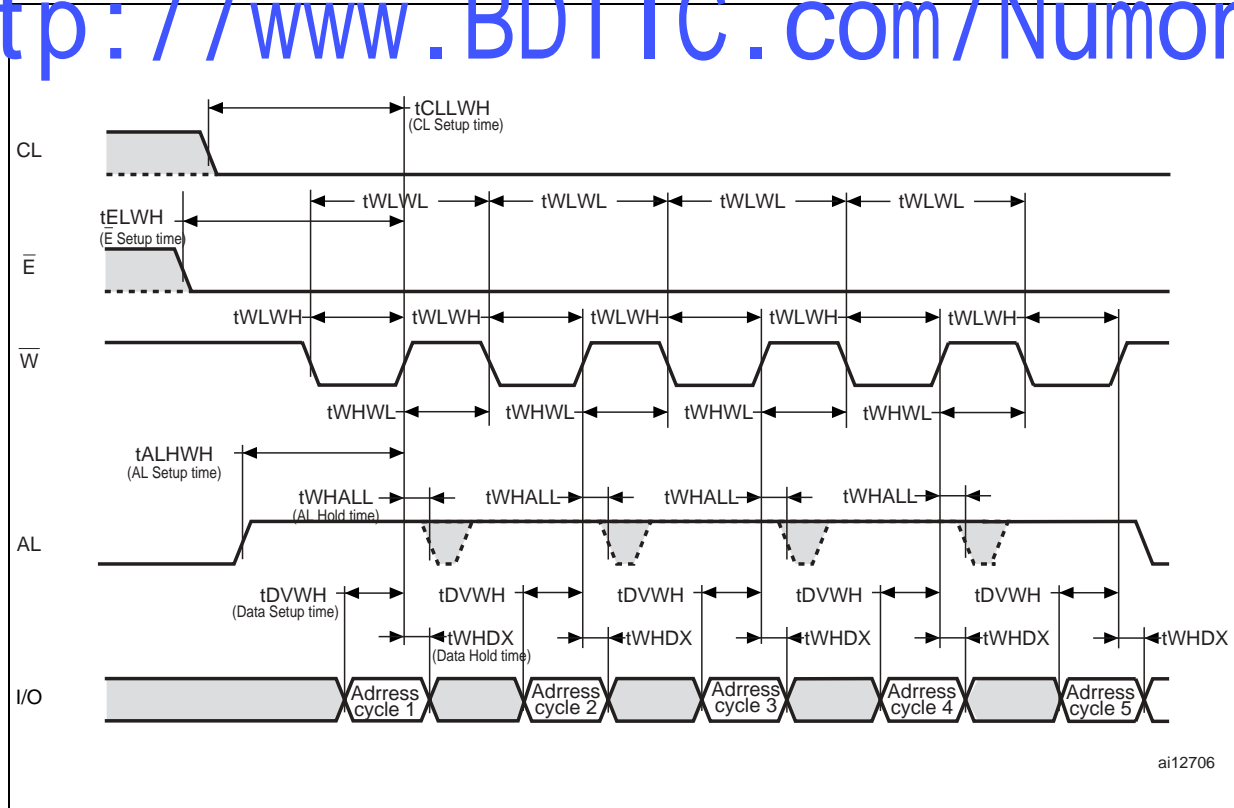 tp://www.BDTIC.com/Numon
tCLLWH
(CL Setup time)
CL
tWLWL tWLWL tWLWL tWLWL
tELWH
(E Setup time)
E
tWLWH tWLWH tWLWH tWLWH tWLWH
W
tWHWL tWHWL tWHWL tWHWL
tALHWH
(AL Setup time)
tWHALL tWHALL tWHALL tWHALL
(AL Hold time)
AL
tDVWH tDVWH tDVWH tDVWH tDVWH
(Data Setup time)
tWHDX tWHDX tWHDX tWHDX tWHDX
(Data Hold time)
I/O
Adrress cycle 1
Adrress cycle 2
Adrress cycle 3
Adrress cycle 4
Adrress cycle 5
ai12706